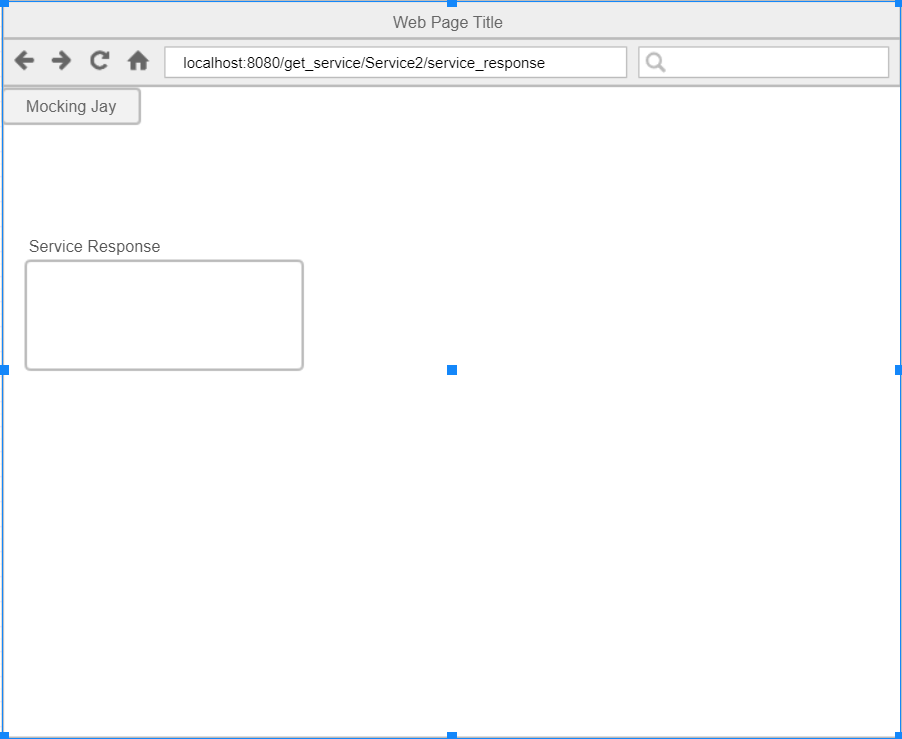 Web Page Title
localhost:8080/get_service/Service2/service_response
Mocking Jay
Service Response